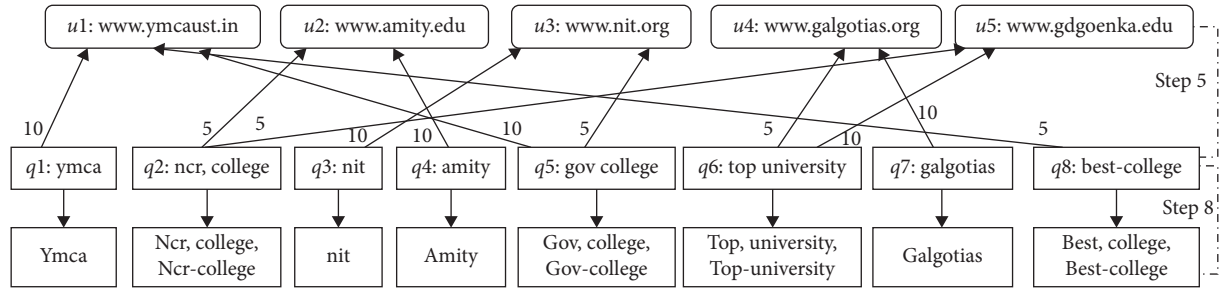 u1: www.ymcaust.in
u2: www.amity.edu
u3: www.nit.org
u4: www.galgotias.org
u5: www.gdgoenka.edu
Step 5
10
5
5
10
10
10
5
5
10
10
5
q1: ymca
q2: ncr, college
q3: nit
q4: amity
q5: gov college
q6: top university
q7: galgotias
q8: best-college
Step 8
Ymca
Ncr, college,
Ncr-college
nit
Amity
Gov, college,
Gov-college
Top, university,
Top-university
Galgotias
Best, college,
Best-college